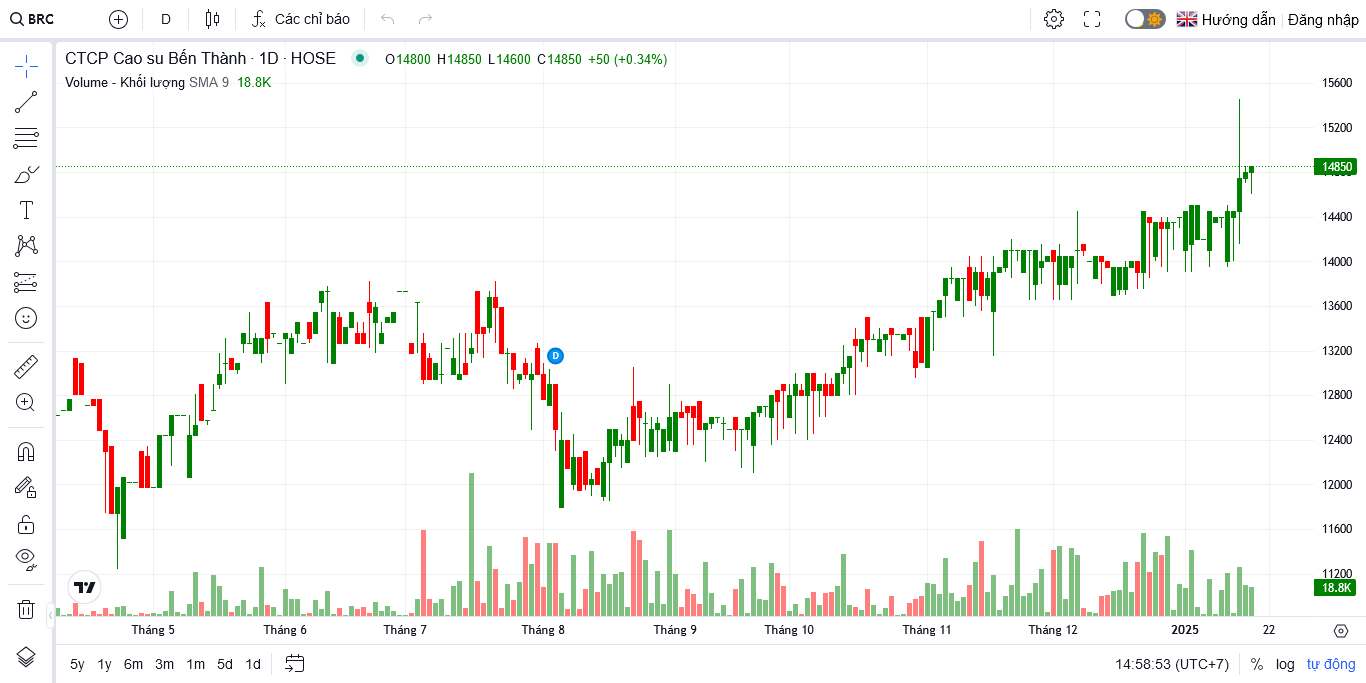 BRC D Các chỉ báo Hướng dẫn Đăng nhập
CTCP Cao su Bến Thành · 1D · HOSE O14800 H14850 L14600 C14850 +50 (+0.34%)
Volume - Khối lượng SMA 9 18.8K
15600
15200
14850
14400
14000
13600
13200
D
12800
12400
12000
11600
11200
18.8K
Tháng 5 Tháng 6 Tháng 7 Tháng 8 Tháng 9 Tháng 10 Tháng 11 Tháng 12 2025 22
5y 1y 6m 3m 1m 5d 1d 14:58:53 (UTC+7) % log tự động